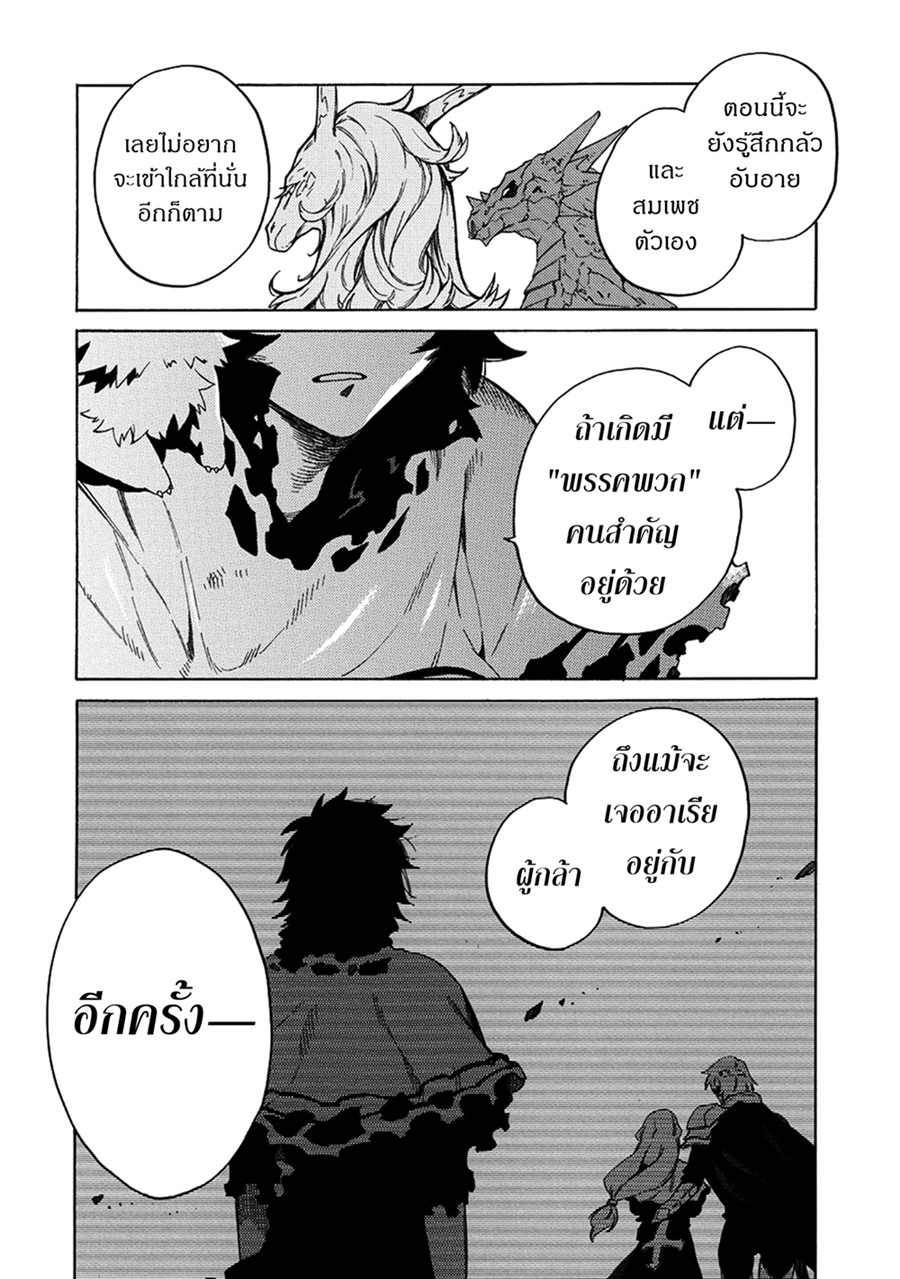 ตอนนี้จะ
ยังรู้สึกกลัว
อับอาย
และ
สมเพช
ตัวเอง
เลยไม่อยาก
จะเข้าใกล้ที่นั่น
อีกก็ตาม
แต่—
ถ้าเกิดมี
"พรรคพวก"
คนสำคัญ
อยู่ด้วย
ถึงแม้จะ
เจออาเรีย
อยู่กับ
ผู้กล้า
อีกครั้ง—